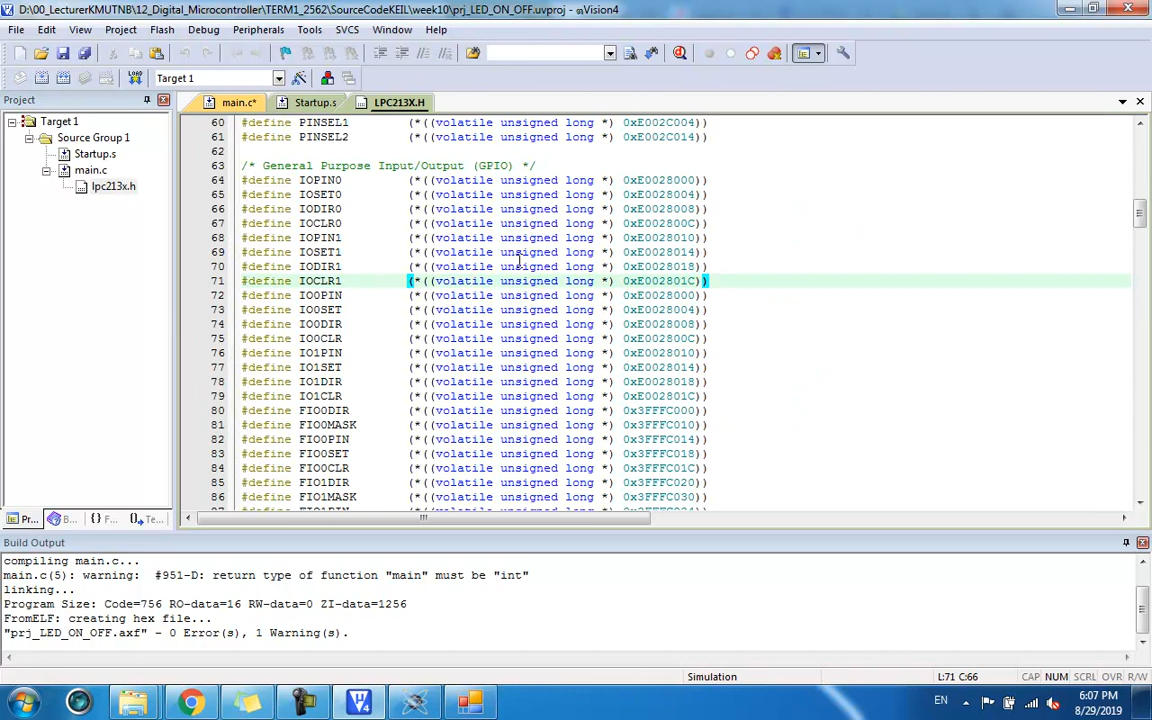 D:\00_LecturerKMUTNB\12_Digital_Microcontroller\TERM1_2562\SourceCodeKEIL\week10\prj_LED_ON_OFF.uvproj - µVision4
File Edit View Project Flash Debug Peripherals Tools SVCS Window Help
LOAD Target 1
Project
main.c* Startup.s LPC213X.H
Target 1
Source Group 1
Startup.s
main.c
lpc213x.h
60 #define PINSEL1 (*((volatile unsigned long *) 0xE002C004))
61 #define PINSEL2 (*((volatile unsigned long *) 0xE002C014))
62
63 /* General Purpose Input/Output (GPIO) */
64 #define IOPIN0 (*((volatile unsigned long *) 0xE0028000))
65 #define IOSET0 (*((volatile unsigned long *) 0xE0028004))
66 #define IODIR0 (*((volatile unsigned long *) 0xE0028008))
67 #define IOCLR0 (*((volatile unsigned long *) 0xE002800C))
68 #define IOPIN1 (*((volatile unsigned long *) 0xE0028010))
69 #define IOSET1 (*((volatile unsigned long *) 0xE0028014))
70 #define IODIR1 (*((volatile unsigned long *) 0xE0028018))
71 #define IOCLR1 (*((volatile unsigned long *) 0xE002801C))
72 #define IO0PIN (*((volatile unsigned long *) 0xE0028000))
73 #define IO0SET (*((volatile unsigned long *) 0xE0028004))
74 #define IO0DIR (*((volatile unsigned long *) 0xE0028008))
75 #define IO0CLR (*((volatile unsigned long *) 0xE002800C))
76 #define IO1PIN (*((volatile unsigned long *) 0xE0028010))
77 #define IO1SET (*((volatile unsigned long *) 0xE0028014))
78 #define IO1DIR (*((volatile unsigned long *) 0xE0028018))
79 #define IO1CLR (*((volatile unsigned long *) 0xE002801C))
80 #define FIO0DIR (*((volatile unsigned long *) 0x3FFFC000))
81 #define FIO0MASK (*((volatile unsigned long *) 0x3FFFC010))
82 #define FIO0PIN (*((volatile unsigned long *) 0x3FFFC014))
83 #define FIO0SET (*((volatile unsigned long *) 0x3FFFC018))
84 #define FIO0CLR (*((volatile unsigned long *) 0x3FFFC01C))
85 #define FIO1DIR (*((volatile unsigned long *) 0x3FFFC020))
86 #define FIO1MASK (*((volatile unsigned long *) 0x3FFFC030))
Pr... B... {} F... Te...
Build Output
compiling main.c...
main.c(5): warning: #951-D: return type of function "main" must be "int"
linking...
Program Size: Code=756 RO-data=16 RW-data=0 ZI-data=1256
FromELF: creating hex file...
"prj_LED_ON_OFF.axf" - 0 Error(s), 1 Warning(s).
Simulation L:71 C:66 CAP NUM SCRL OVR R/W
EN 6:07 PM
8/29/2019